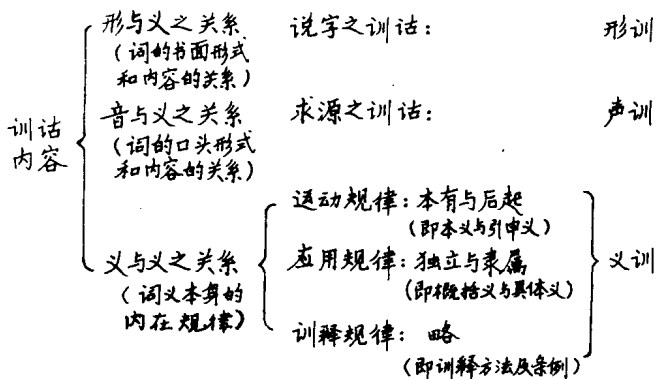 形与义之关系 说字之训诂： 形训
（词的书面形式
和内容的关系）
音与义之关系 求源之训诂： 声训
（词的口头形式
和内容的关系）
训诂
内容
义与义之关系
（词义本身的
内在规律）
运动规律：本有与后起
（即本义与引申义）
应用规律：独立与隶属
（即概括义与具体义）
训释规律： 略
（即训释方法及条例）
义训